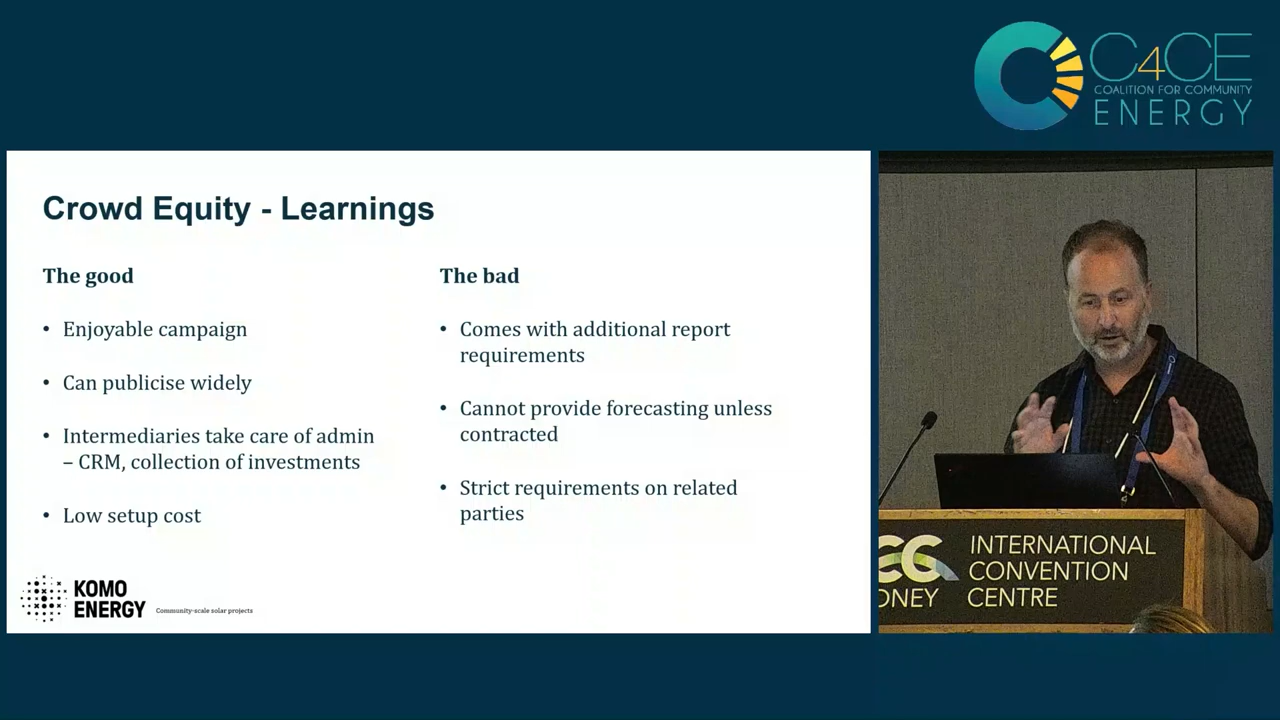 C4CE
COALITION FOR COMMUNITY
ENERGY
Crowd Equity - Learnings
The good
• Enjoyable campaign
• Can publicise widely
• Intermediaries take care of admin
– CRM, collection of investments
• Low setup cost
The bad
• Comes with additional report
requirements
• Cannot provide forecasting unless
contracted
• Strict requirements on related
parties
KOMO
ENERGY
Community-scale solar projects
INTERNATIONAL
CONVENTION
CENTRE